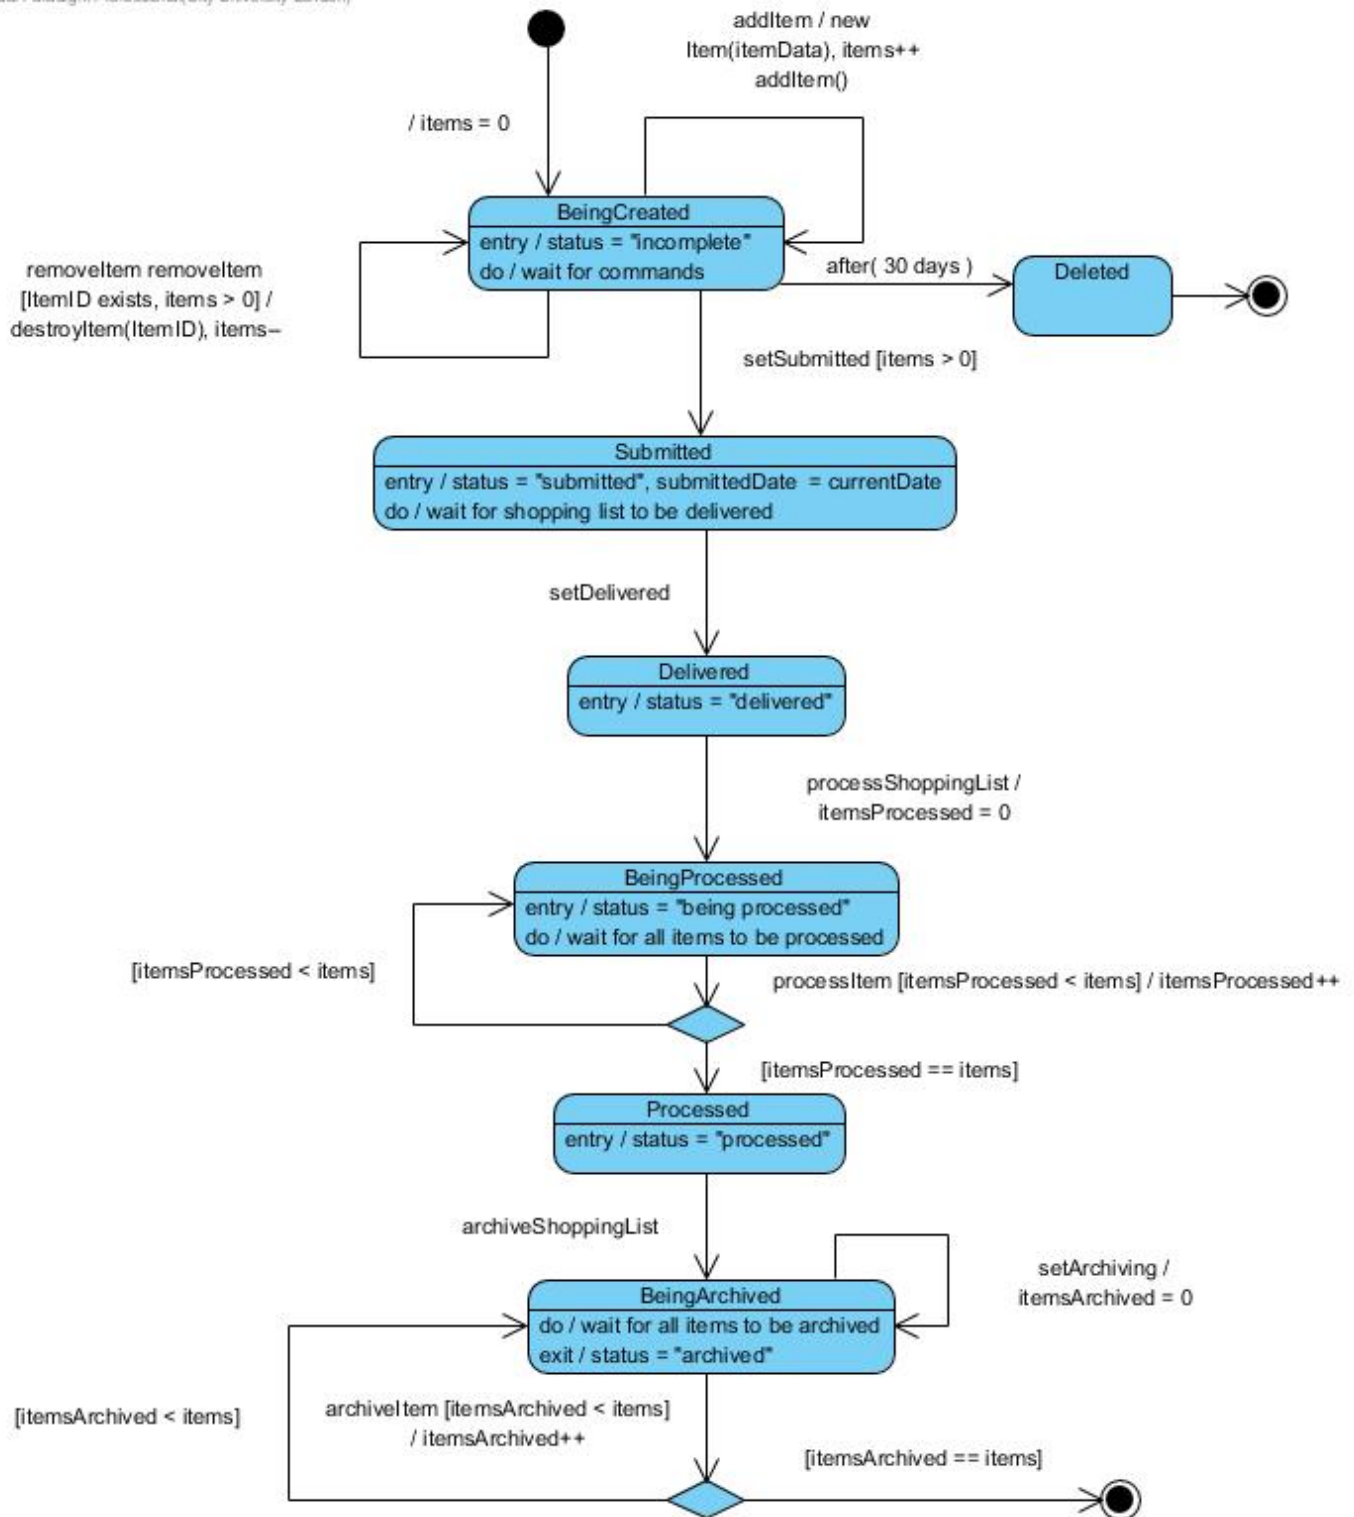 addItem / new
Item(itemData), items++
addItem()
/ items = 0
BeingCreated
entry / status = "incomplete"
do / wait for commands
removeItem removeItem
[ItemID exists, items > 0] /
destroyItem(ItemID), items–
after( 30 days )
Deleted
setSubmitted [items > 0]
Submitted
entry / status = "submitted", submittedDate = currentDate
do / wait for shopping list to be delivered
setDelivered
Delivered
entry / status = "delivered"
processShoppingList /
itemsProcessed = 0
BeingProcessed
entry / status = "being processed"
do / wait for all items to be processed
[itemsProcessed < items]
processItem [itemsProcessed < items] / itemsProcessed++
[itemsProcessed == items]
Processed
entry / status = "processed"
archiveShoppingList
setArchiving /
itemsArchived = 0
BeingArchived
do / wait for all items to be archived
exit / status = "archived"
[itemsArchived < items]
archiveItem [itemsArchived < items]
/ itemsArchived++
[itemsArchived == items]